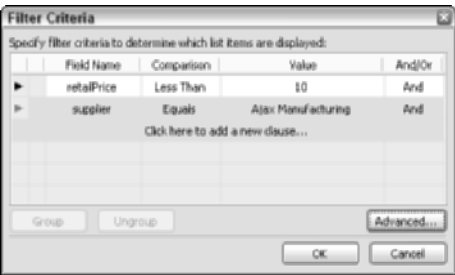 Filter Criteria
Specify filter criteria to determine which list items are displayed:
Field Name Comparison Value And/Or
retailPrice Less Than 10 And
supplier Equals Ajax Manufacturing And
Click here to add a new clause...
Group Ungroup Advanced...
OK Cancel